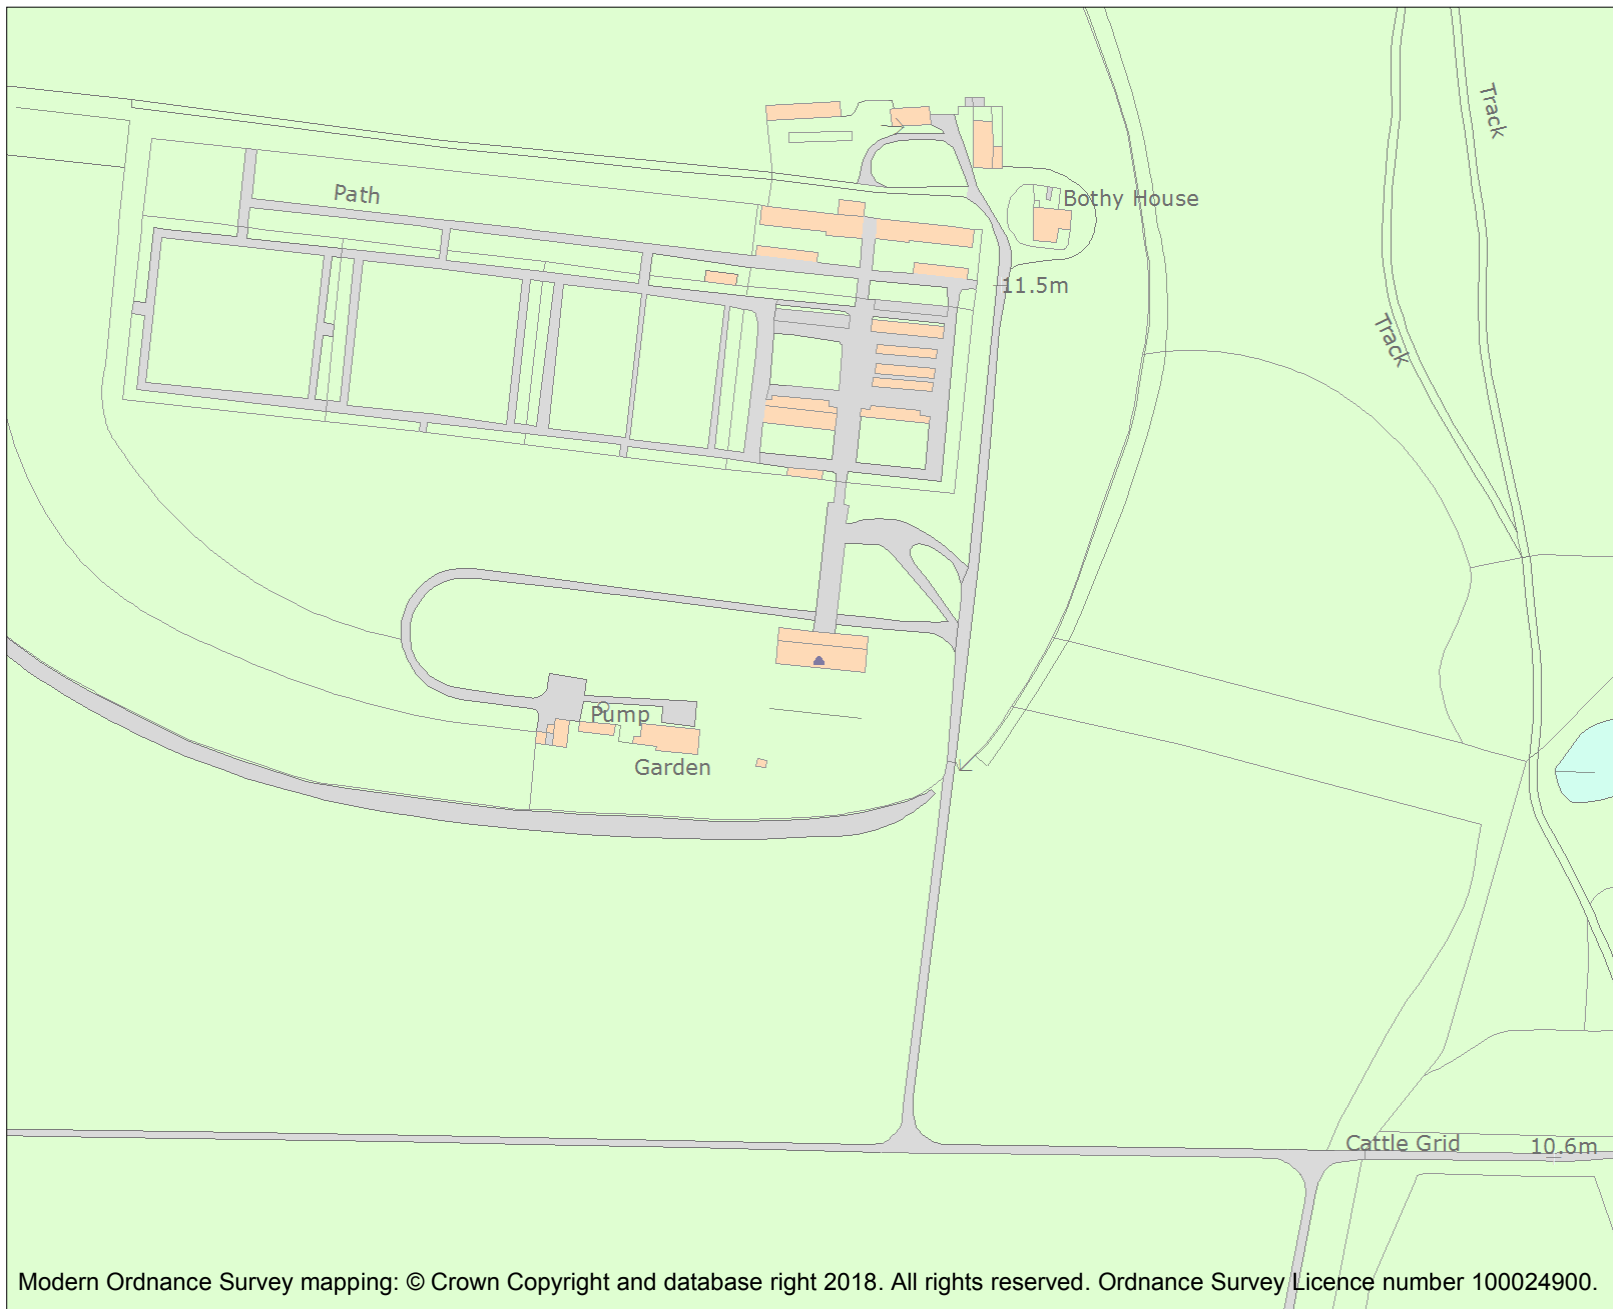 Track
Path
Bothy House
11.5m
Track
Pump
Garden
Cattle Grid
10.6m
Modern Ordnance Survey mapping: © Crown Copyright and database right 2018. All rights reserved. Ordnance Survey Licence number 100024900.